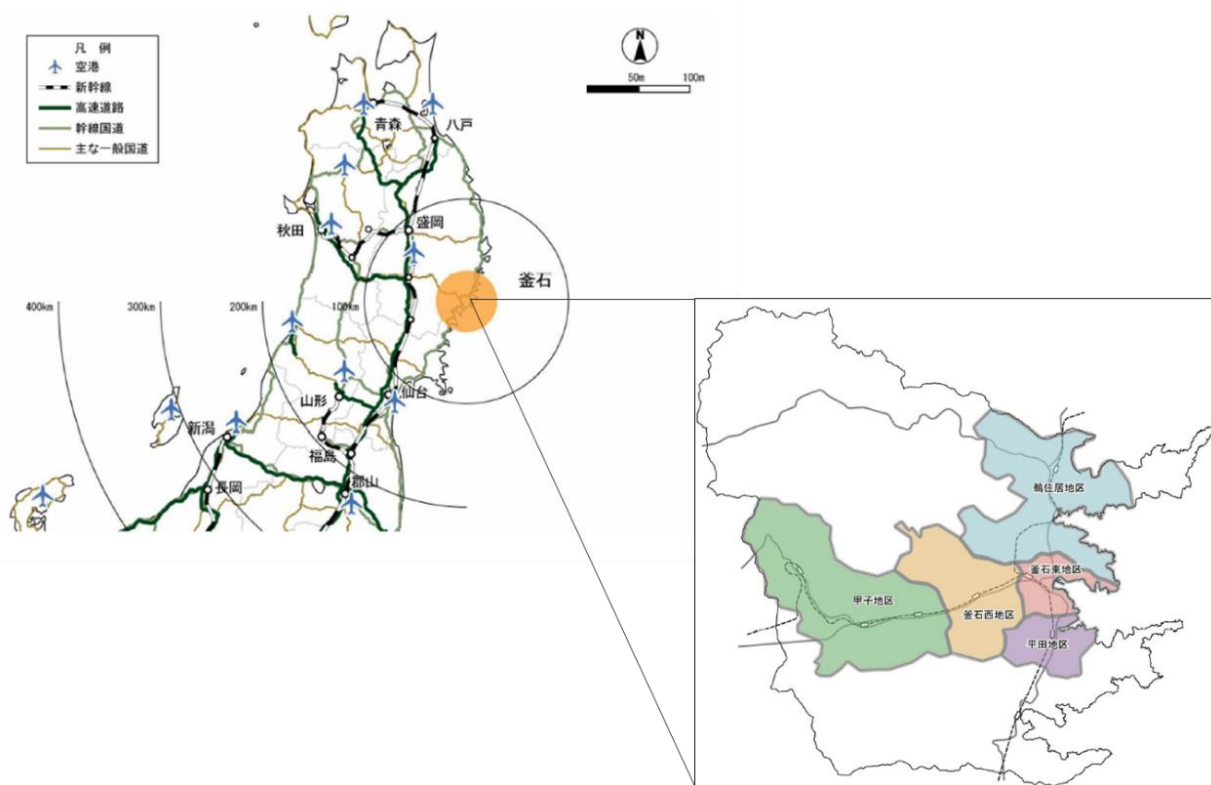 凡 例
空港
新幹線
高速道路
幹線国道
主な一般国道
N
50m
100m
青森
八戸
秋田
盛岡
釜石
400km
300km
200km
100km
山形
仙台
新潟
福島
長岡
郡山
鵜住居地区
釜石東地区
甲子地区
釜石西地区
平田地区